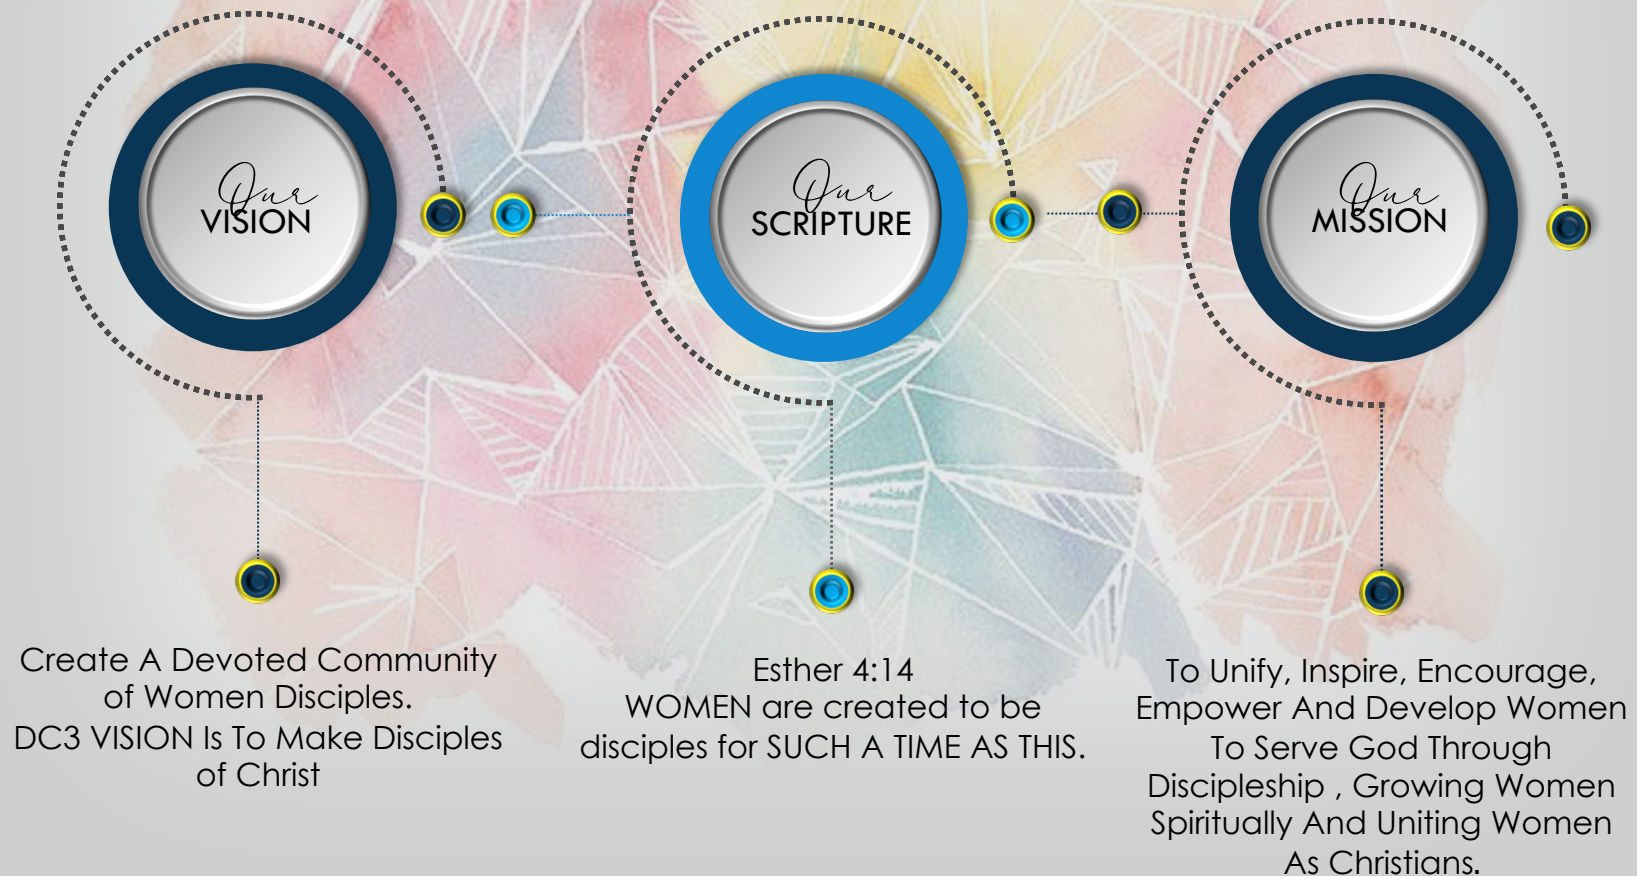 Our
VISION
Our
SCRIPTURE
Our
MISSION
Create A Devoted Community
of Women Disciples.
DC3 VISION Is To Make Disciples
of Christ
Esther 4:14
WOMEN are created to be
disciples for SUCH A TIME AS THIS.
To Unify, Inspire, Encourage,
Empower And Develop Women
To Serve God Through
Discipleship , Growing Women
Spiritually And Uniting Women
As Christians.